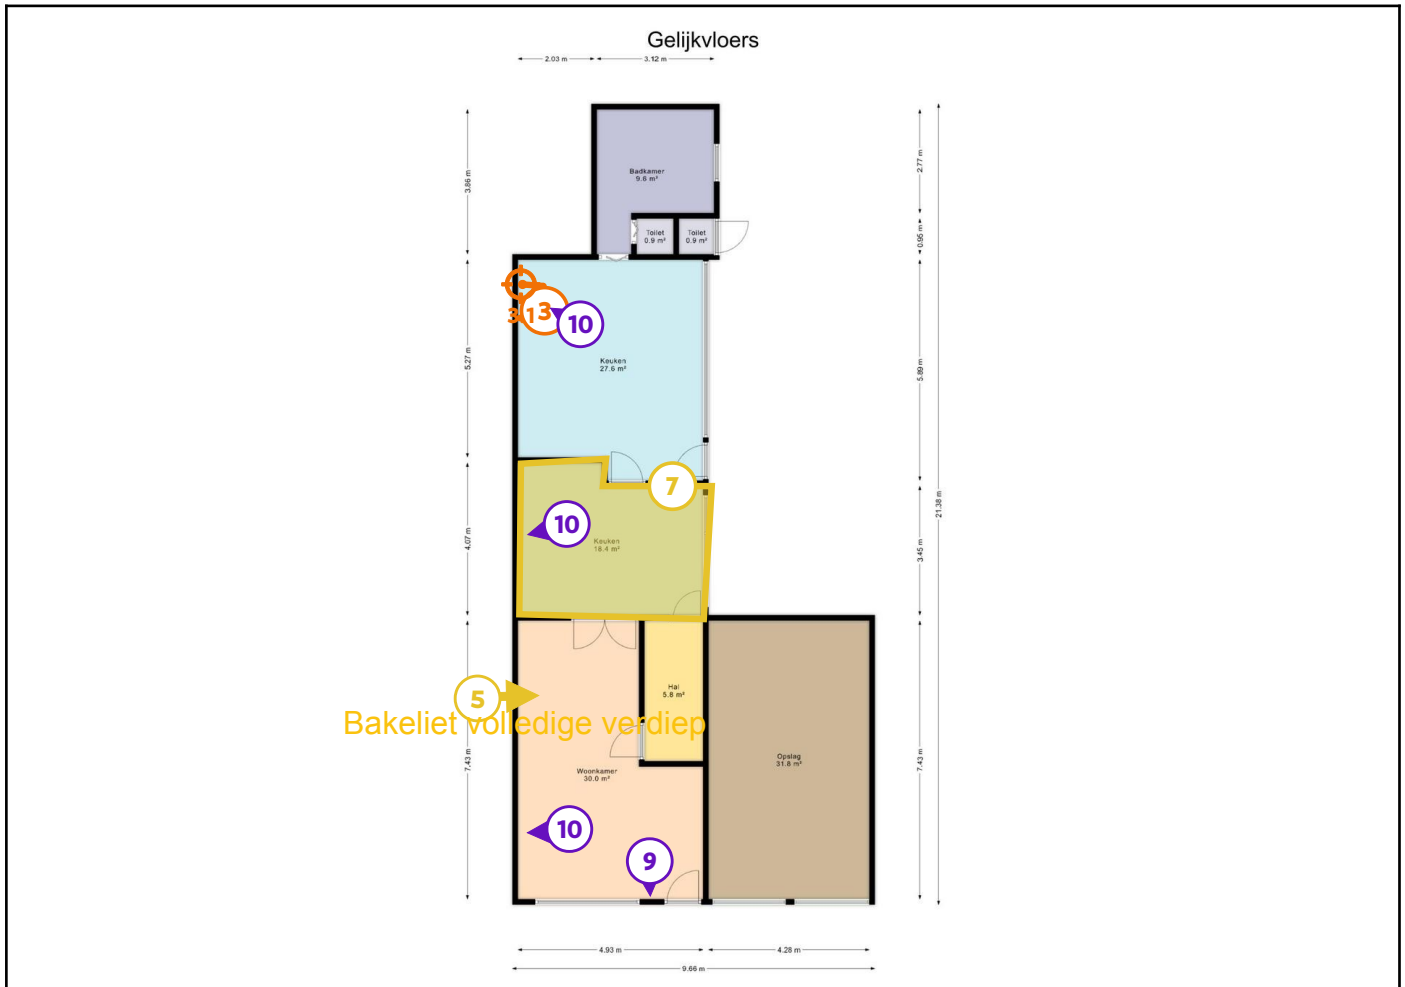 Gelijkvloers
2.03 m
3.12 m
3.86 m
2.77 m
Badkamer
9.6 m²
Toilet
0.9 m²
Toilet
0.9 m²
0.95 m
3
10
5.27 m
Keuken
27.6 m²
5.89 m
7
21.38 m
10
4.07 m
Keuken
18.4 m²
3.45 m
5
Hal
5.8 m²
Bakeliet volledige verdiep
7.43 m
Woonkamer
30.0 m²
Opslag
31.8 m²
7.43 m
10
9
4.93 m
4.28 m
9.66 m